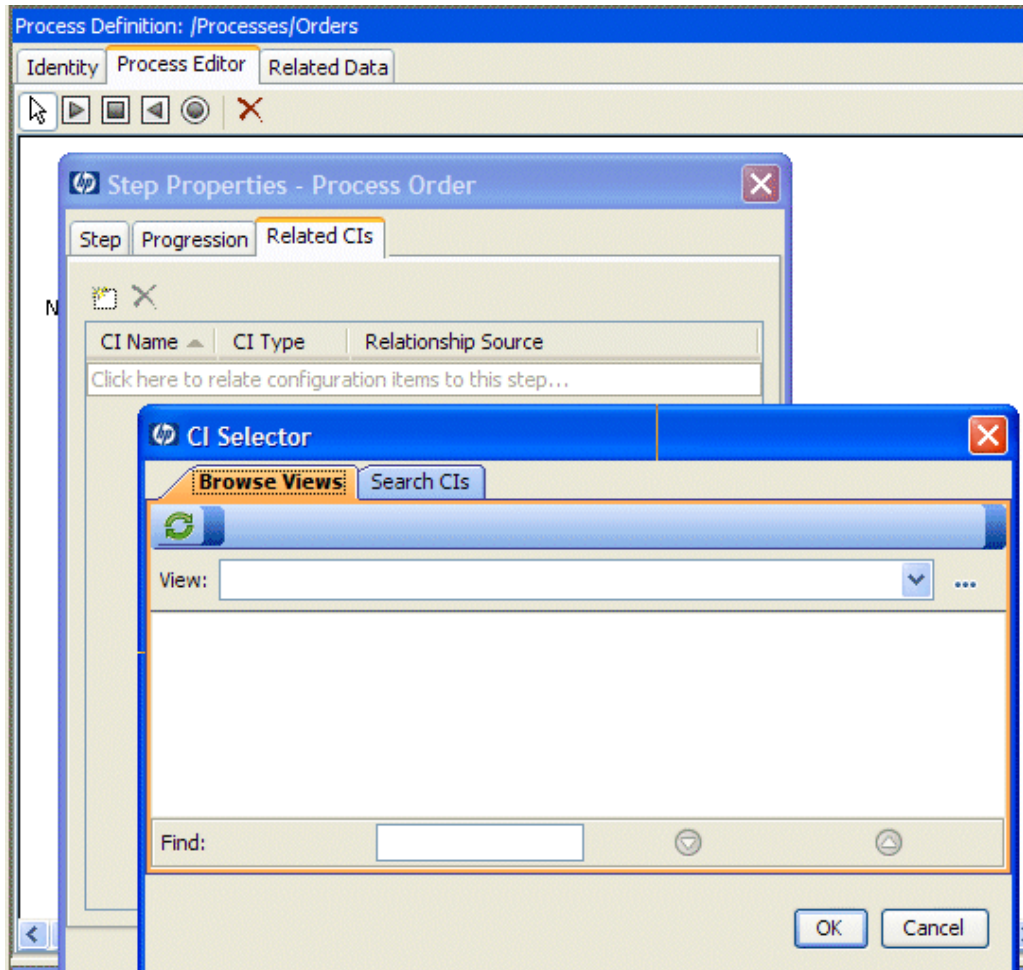 Process Definition: /Processes/Orders
Identity Process Editor Related Data
hp Step Properties - Process Order
Step Progression Related CIs
N
CI Name CI Type Relationship Source
Click here to relate configuration items to this step...
hp CI Selector
Browse Views Search CIs
View: ...
Find:
OK Cancel